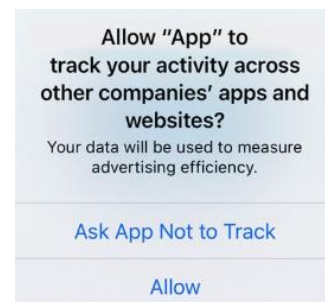 Allow “App” to
track your activity across
other companies’ apps and
websites?
Your data will be used to measure
advertising efficiency.
Ask App Not to Track
Allow